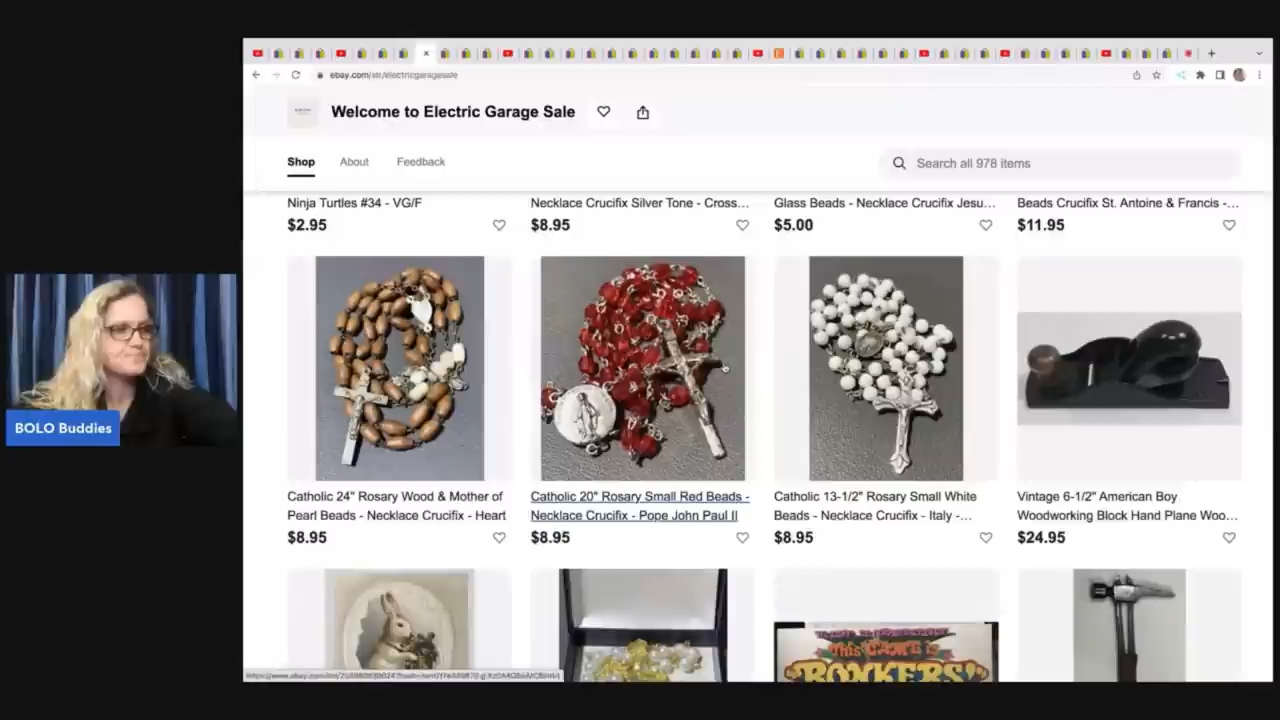 ebay.com/str/electricgaragesale
Welcome to Electric Garage Sale
Shop About Feedback
Search all 978 items
Ninja Turtles #34 - VG/F
$2.95
Necklace Crucifix Silver Tone - Cross...
$8.95
Glass Beads - Necklace Crucifix Jesu...
$5.00
Beads Crucifix St. Antoine & Francis -...
$11.95
BOLO Buddies
Catholic 24" Rosary Wood & Mother of
Pearl Beads - Necklace Crucifix - Heart
$8.95
Catholic 20" Rosary Small Red Beads -
Necklace Crucifix - Pope John Paul II
$8.95
Catholic 13-1/2" Rosary Small White
Beads - Necklace Crucifix - Italy -...
$8.95
Vintage 6-1/2" American Boy
Woodworking Block Hand Plane Woo...
$24.95
This GAME is
BONKERS!